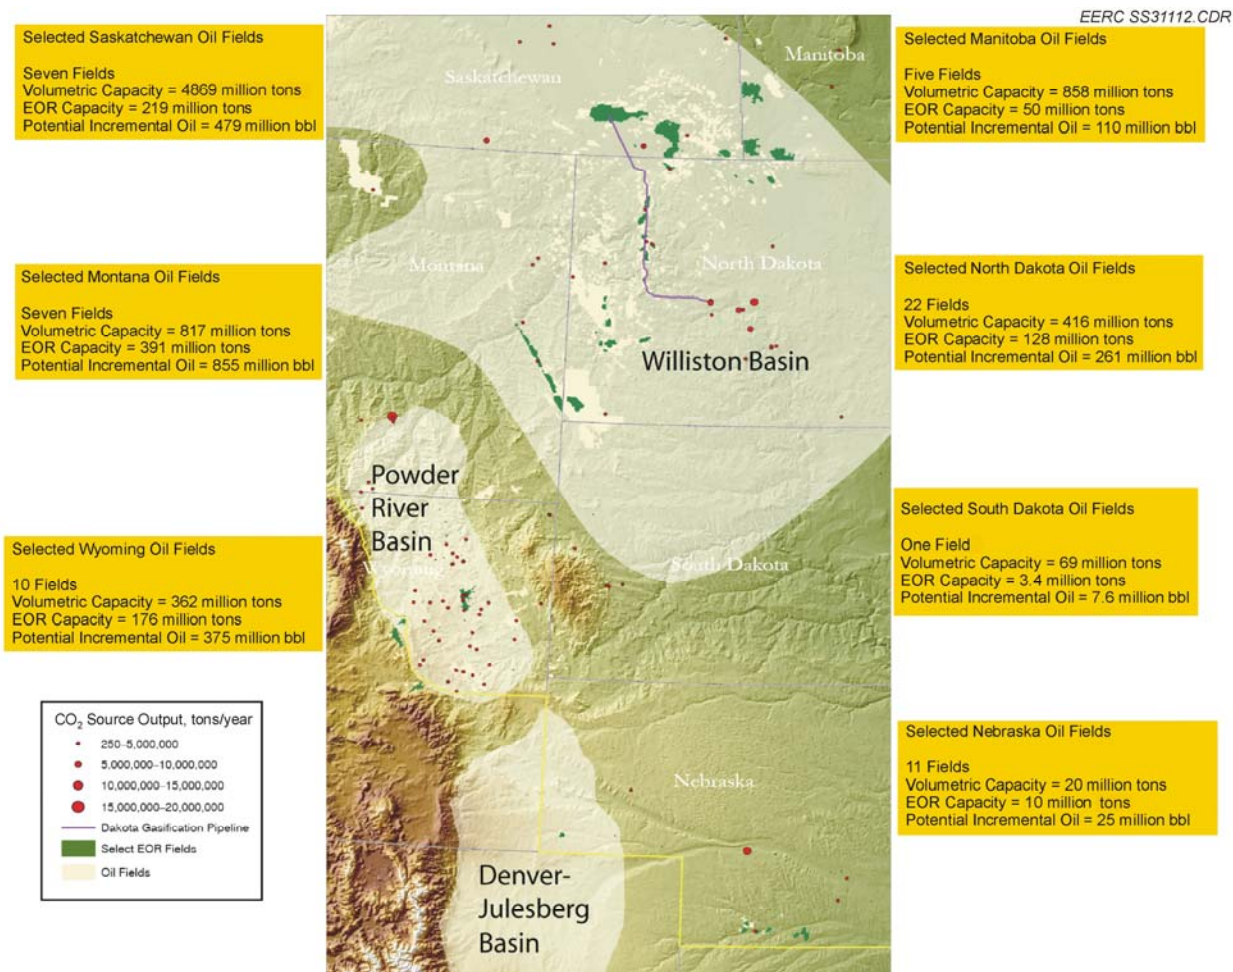 EERC SS31112.CDR
Selected Saskatchewan Oil Fields
Seven Fields
Volumetric Capacity = 4869 million tons
EOR Capacity = 219 million tons
Potential Incremental Oil = 479 million bbl
Selected Manitoba Oil Fields
Five Fields
Volumetric Capacity = 858 million tons
EOR Capacity = 50 million tons
Potential Incremental Oil = 110 million bbl
Selected Montana Oil Fields
Seven Fields
Volumetric Capacity = 817 million tons
EOR Capacity = 391 million tons
Potential Incremental Oil = 855 million bbl
Selected North Dakota Oil Fields
22 Fields
Volumetric Capacity = 416 million tons
EOR Capacity = 128 million tons
Potential Incremental Oil = 261 million bbl
Selected Wyoming Oil Fields
10 Fields
Volumetric Capacity = 362 million tons
EOR Capacity = 176 million tons
Potential Incremental Oil = 375 million bbl
Selected South Dakota Oil Fields
One Field
Volumetric Capacity = 69 million tons
EOR Capacity = 3.4 million tons
Potential Incremental Oil = 7.6 million bbl
Selected Nebraska Oil Fields
11 Fields
Volumetric Capacity = 20 million tons
EOR Capacity = 10 million tons
Potential Incremental Oil = 25 million bbl
Saskatchewan
Manitoba
Montana
North Dakota
Williston Basin
Powder
River
Basin
Wyoming
South Dakota
Nebraska
Denver-
Julesberg
Basin
CO₂ Source Output, tons/year
250–5,000,000
5,000,000–10,000,000
10,000,000–15,000,000
15,000,000–20,000,000
Dakota Gasification Pipeline
Select EOR Fields
Oil Fields